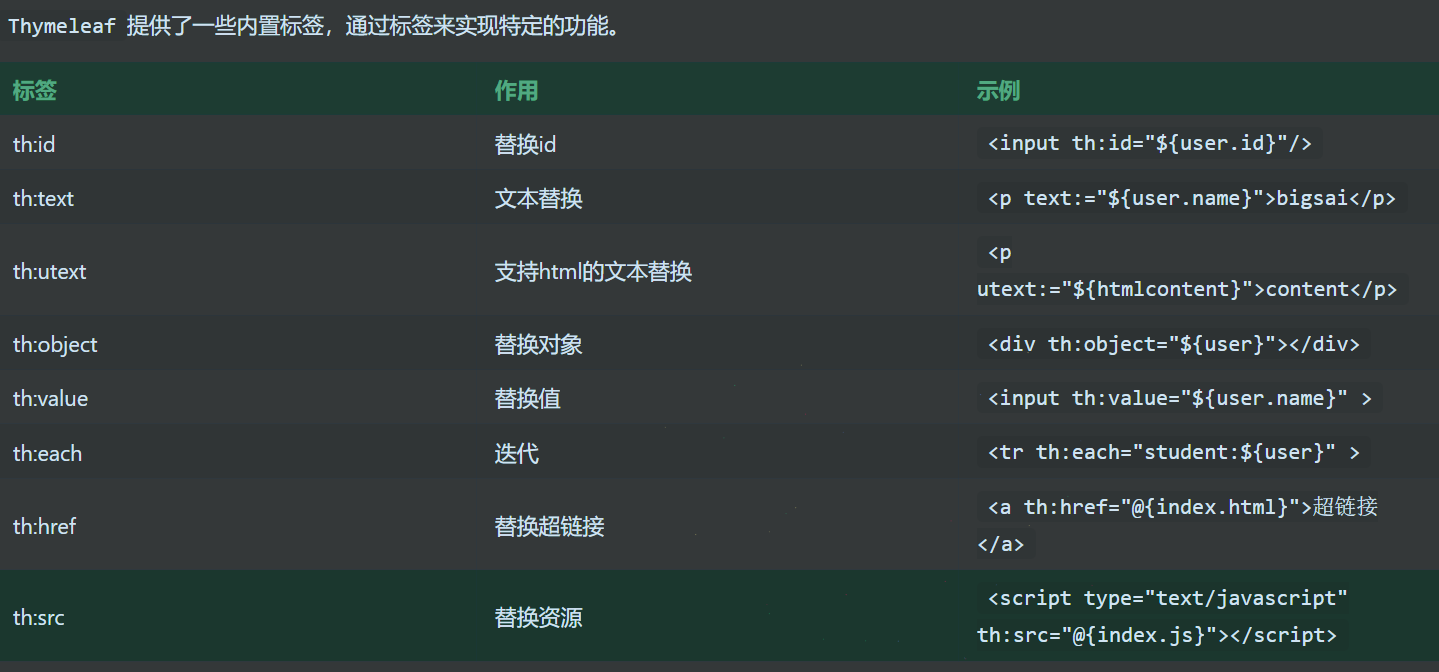 Thymeleaf 提供了一些内置标签，通过标签来实现特定的功能。
标签 作用 示例
th:id 替换id <input th:id="${user.id}"/>
th:text 文本替换 <p text:="${user.name}">bigsai</p>
th:utext 支持html的文本替换 <p
utext:="${htmlcontent}">content</p>
th:object 替换对象 <div th:object="${user}"></div>
th:value 替换值 <input th:value="${user.name}" >
th:each 迭代 <tr th:each="student:${user}" >
th:href 替换超链接 <a th:href="@{index.html}">超链接
</a>
th:src 替换资源 <script type="text/javascript"
th:src="@{index.js}"></script>